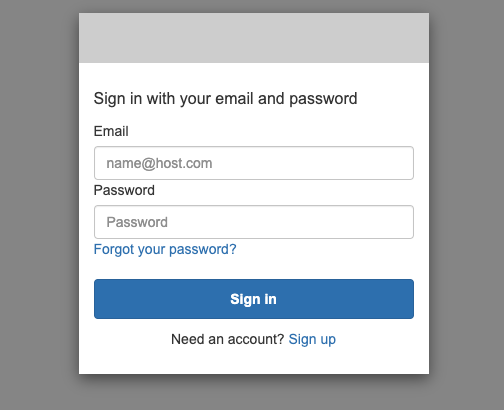 Sign in with your email and password
Email
name@host.com
Password
Password
Forgot your password?
Sign in
Need an account? Sign up